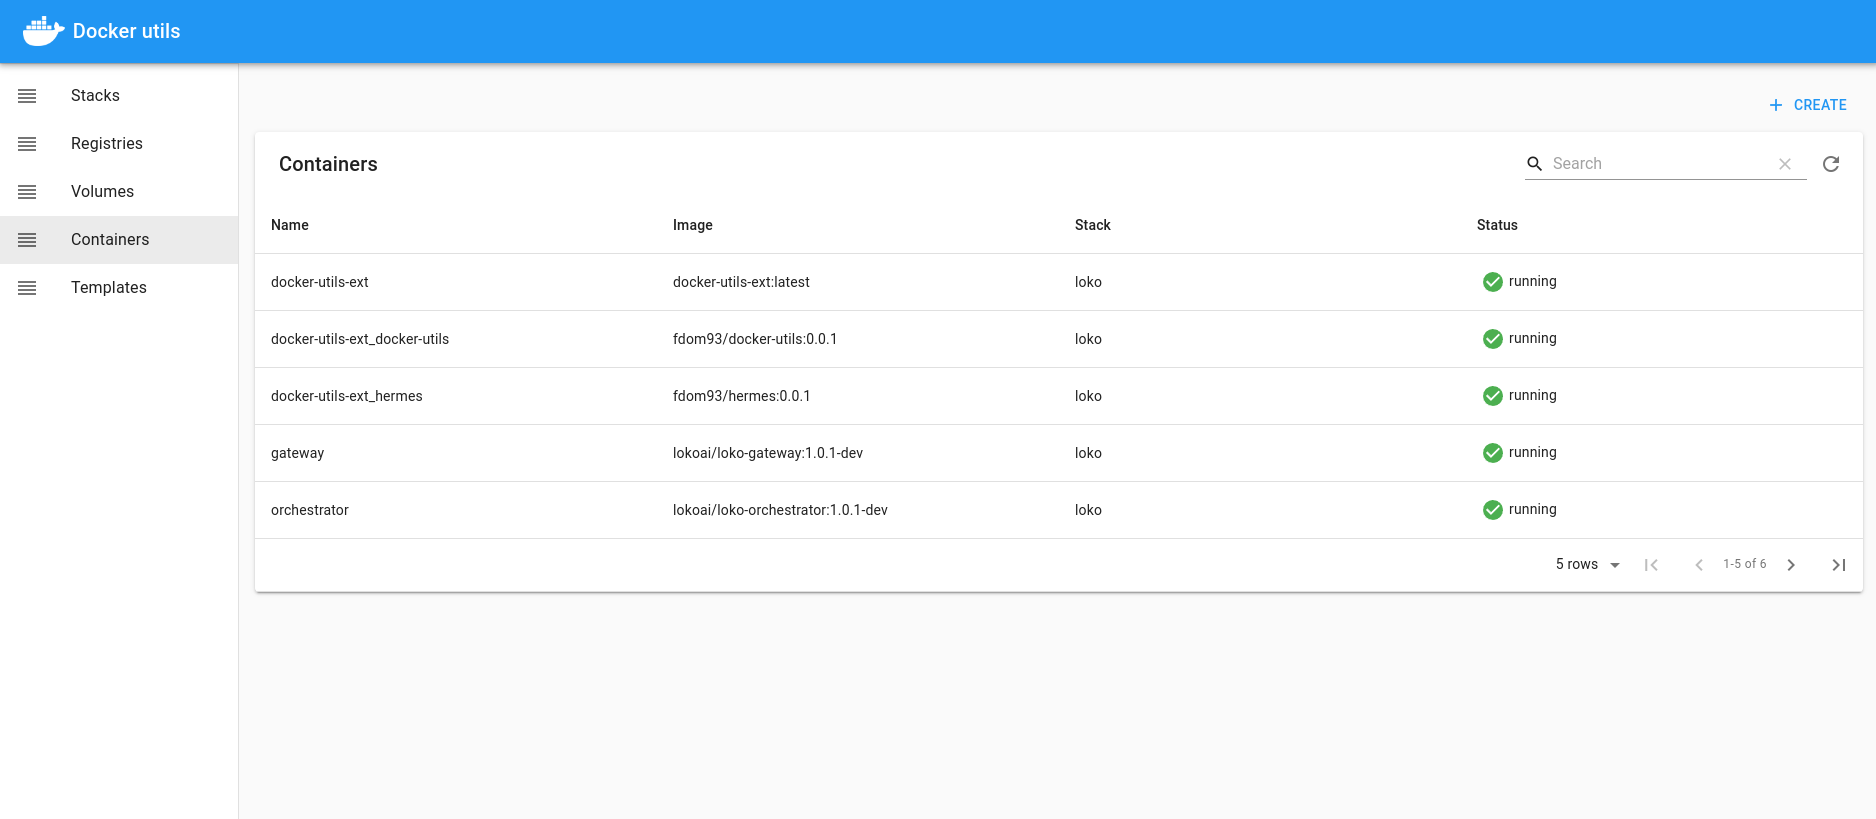 Docker utils
Stacks
Registries
Volumes
Containers
Templates
CREATE
Containers
Search
Name Image Stack Status
docker-utils-ext docker-utils-ext:latest loko running
docker-utils-ext_docker-utils fdom93/docker-utils:0.0.1 loko running
docker-utils-ext_hermes fdom93/hermes:0.0.1 loko running
gateway lokoai/loko-gateway:1.0.1-dev loko running
orchestrator lokoai/loko-orchestrator:1.0.1-dev loko running
5 rows 1-5 of 6